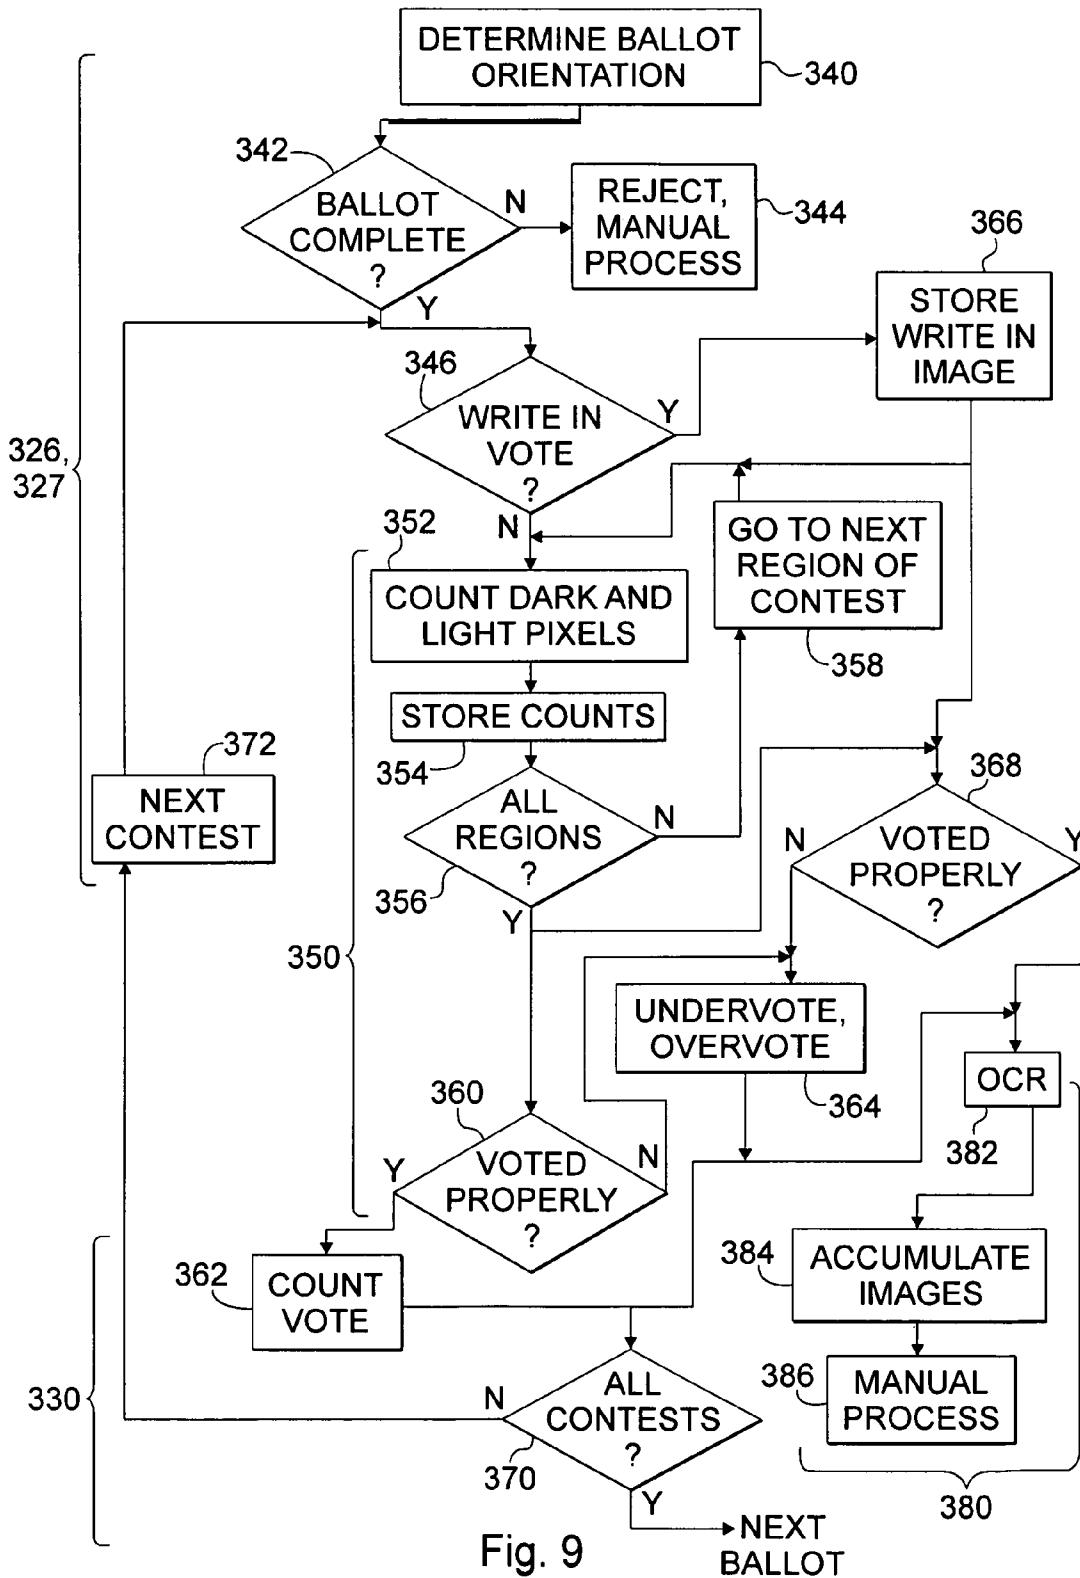 DETERMINE BALLOT
ORIENTATION
340
342
BALLOT
COMPLETE
?
N
Y
REJECT,
MANUAL
PROCESS
344
366
STORE
WRITE IN
IMAGE
346
WRITE IN
VOTE
?
Y
N
326,
327
352
COUNT DARK AND
LIGHT PIXELS
GO TO NEXT
REGION OF
CONTEST
358
STORE COUNTS
354
372
NEXT
CONTEST
ALL
REGIONS
?
N
Y
356
368
VOTED
PROPERLY
?
N
Y
350
UNDERVOTE,
OVERVOTE
364
OCR
382
360
VOTED
PROPERLY
?
Y
N
362
COUNT
VOTE
384
ACCUMULATE
IMAGES
386
MANUAL
PROCESS
380
330
ALL
CONTESTS
?
N
Y
370
NEXT
BALLOT
Fig. 9